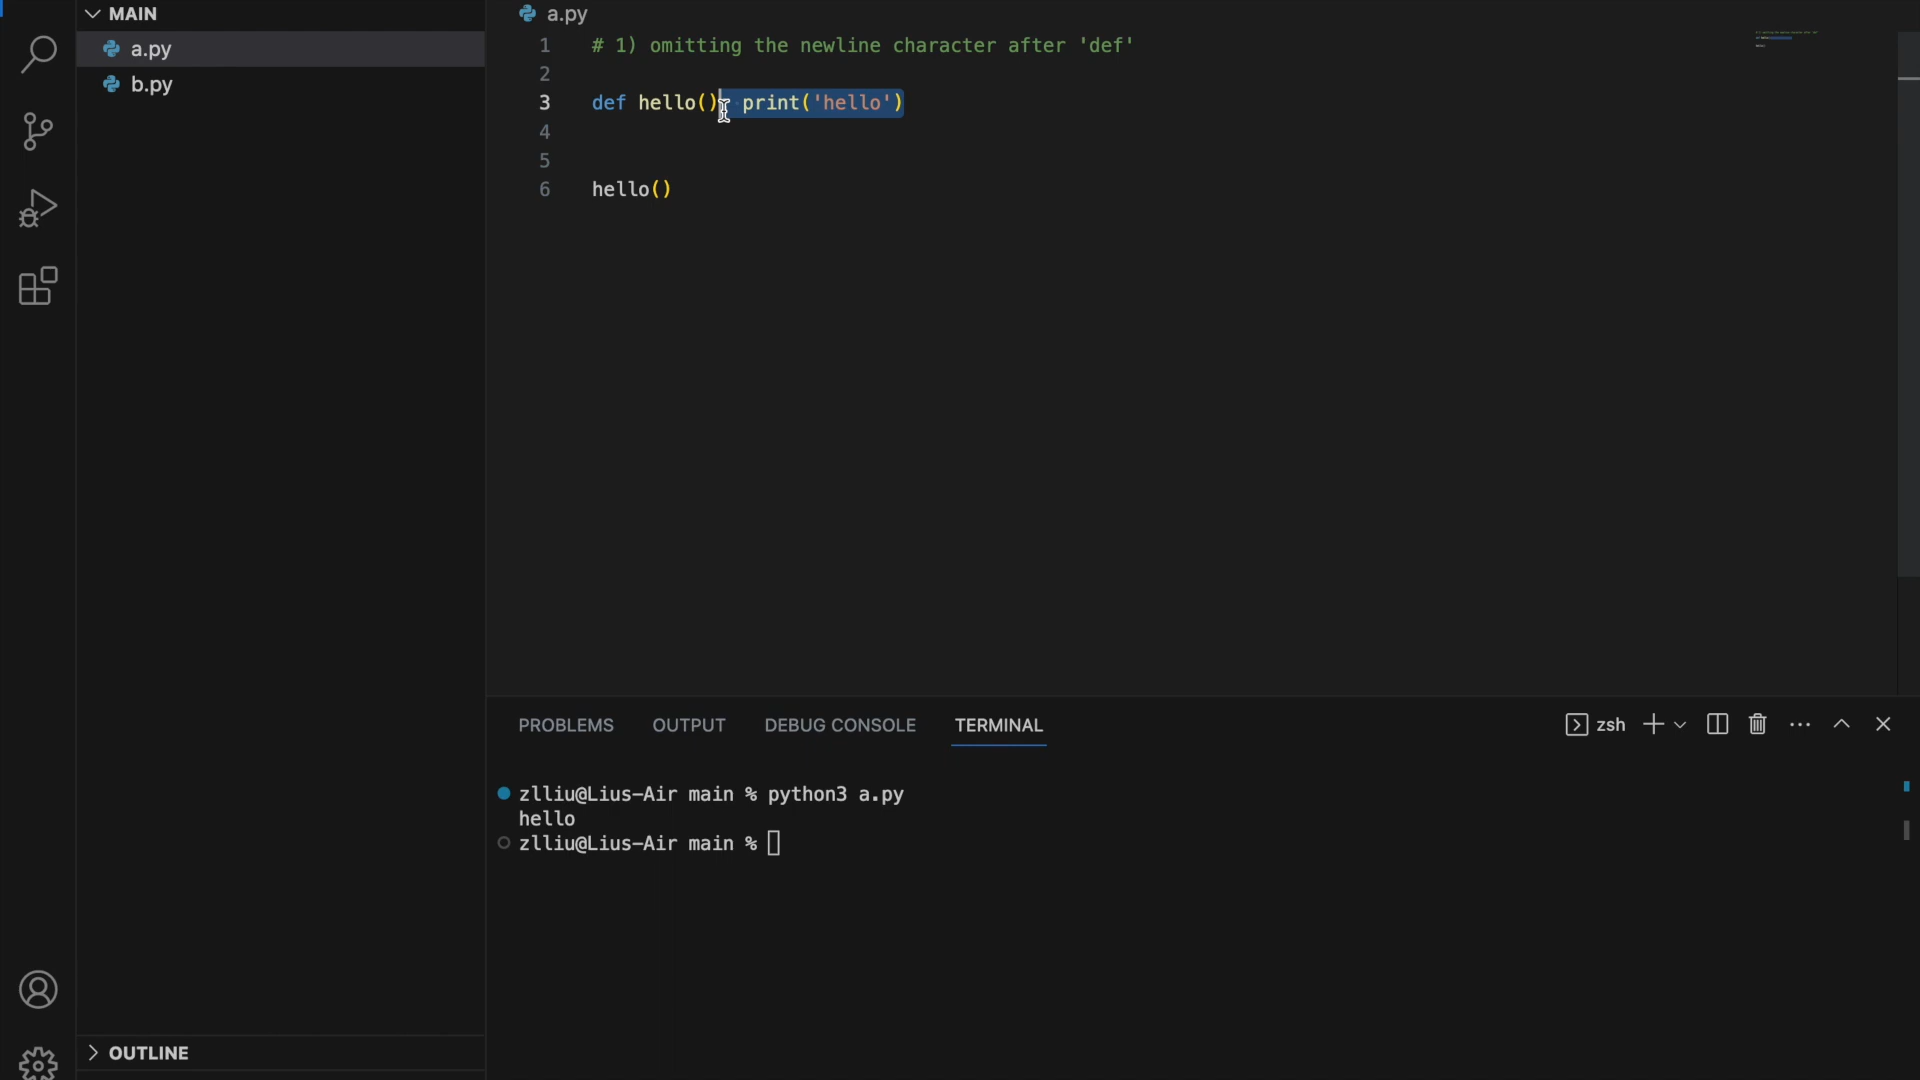 MAIN
a.py
b.py
OUTLINE
a.py
1 # 1) omitting the newline character after 'def'
2
3 def hello() print('hello')
4
5
6 hello()
PROBLEMS OUTPUT DEBUG CONSOLE TERMINAL zsh
zlliu@Lius-Air main % python3 a.py
hello
zlliu@Lius-Air main %